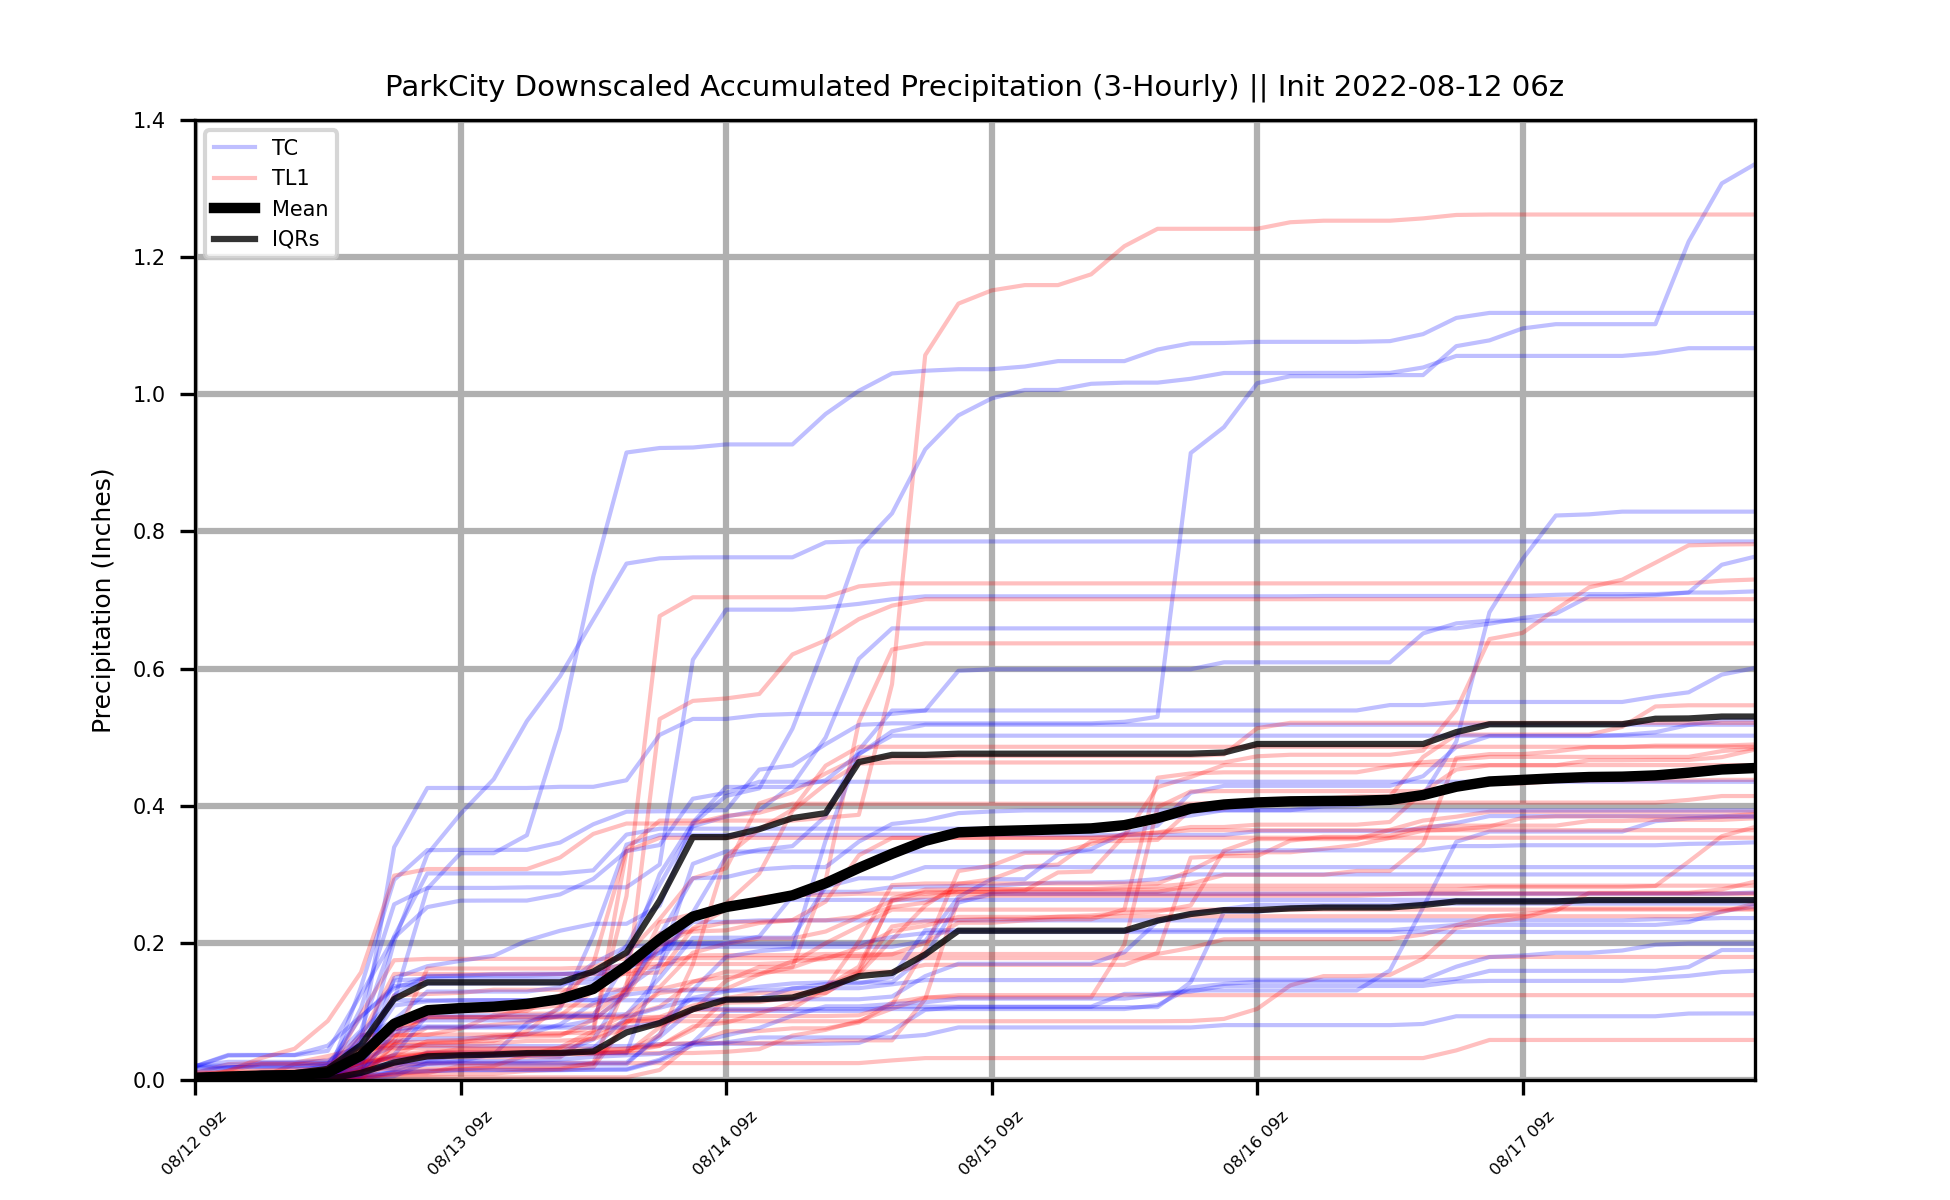 ParkCity Downscaled Accumulated Precipitation (3-Hourly) || Init 2022-08-12 06z
TC
TL1
Mean
IQRs
Precipitation (Inches)
1.4
1.2
1.0
0.8
0.6
0.4
0.2
0.0
08/12 09z
08/13 09z
08/14 09z
08/15 09z
08/16 09z
08/17 09z